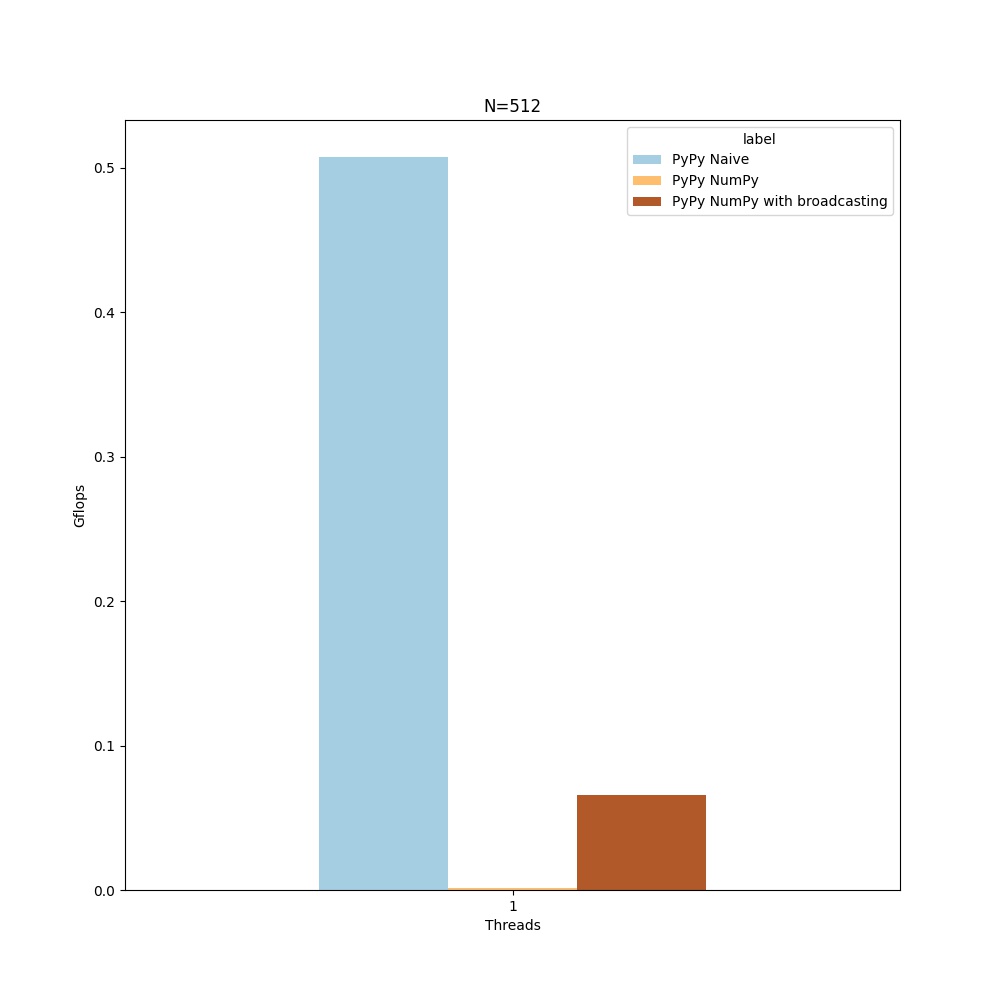 N=512
label
PyPy Naive
PyPy NumPy
PyPy NumPy with broadcasting
0.5
0.4
0.3
0.2
0.1
0.0
Gflops
1
Threads